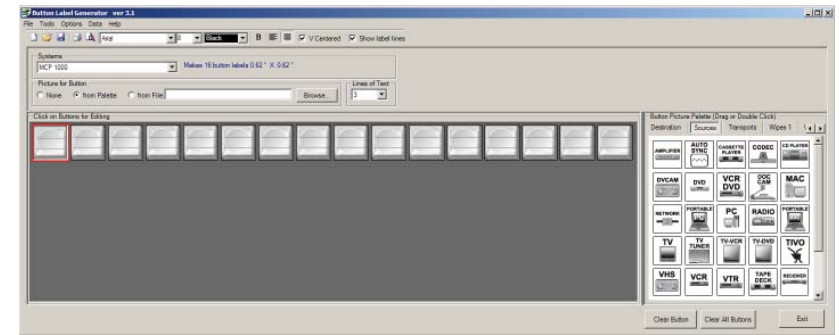 Button Label Generator ver 3.1
File Tools Options Data Help
Arial 8 Black B V Centered Show label lines
Systems
MCP 1000 Makes 16 button labels 0.62 " X 0.62 "
Picture for Button Lines of Text
None from Palette from File: Browse... 3
Click on Buttons for Editing Button Picture Palette (Drag or Double Click)
Destination Sources Transports Wipes 1
AMPLIFIER AUTO SYNC CASSETTE PLAYER CODEC CD PLAYER
DVCAM DVD VCR DVD DOC CAM MAC
NETWORK PORTABLE PC RADIO PORTABLE
TV TV TUNER TV-VCR TV-DVD TIVO
VHS VCR VTR TAPE DECK RECEIVER
Clear Button Clear All Buttons Exit